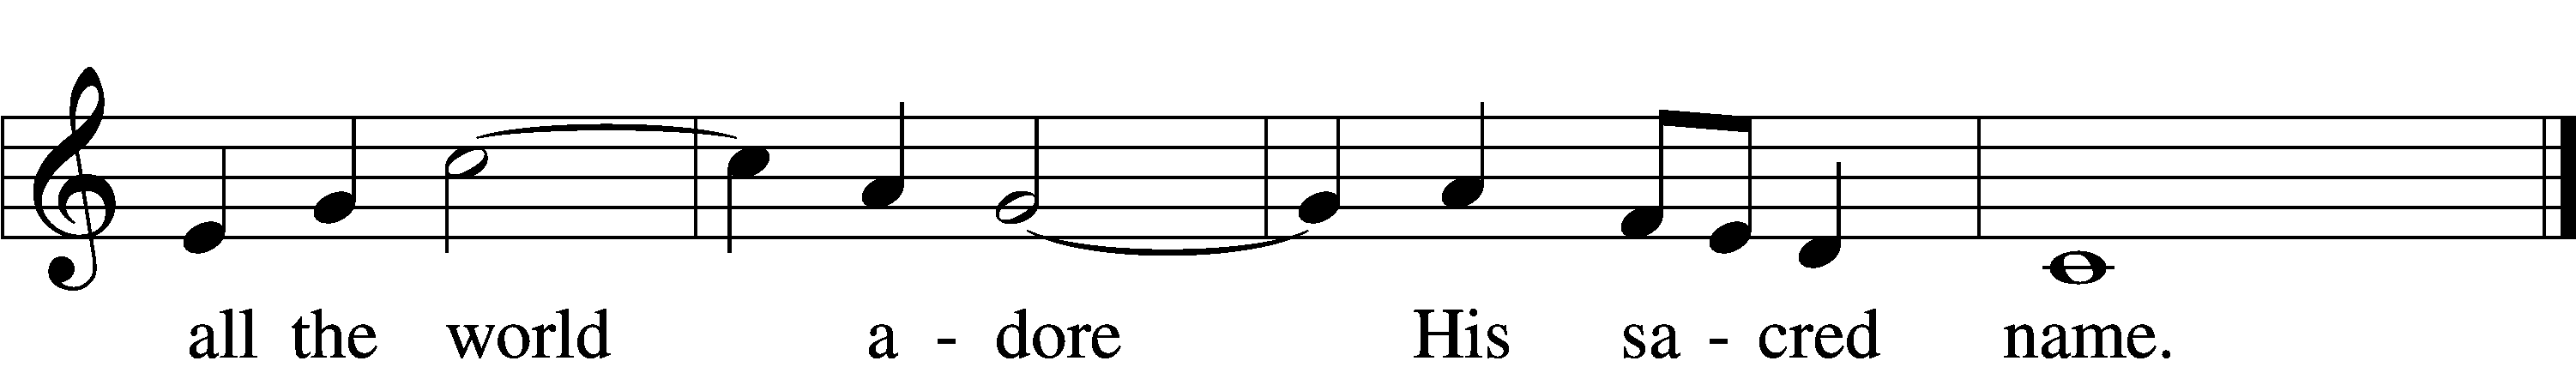 all the world a - dore His sa - cred name.